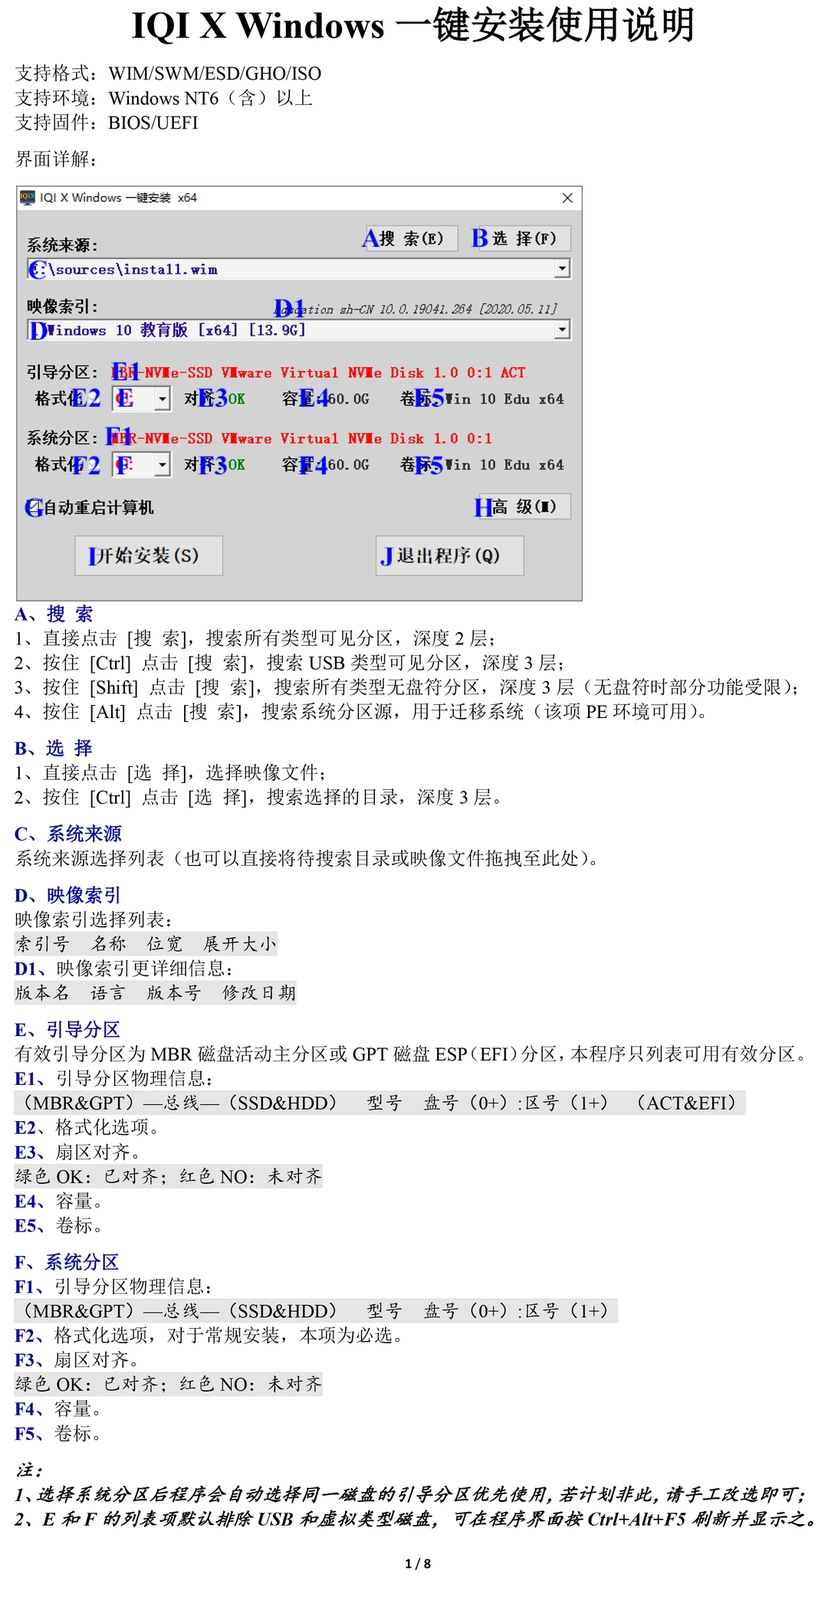 IQI X Windows 一键安装使用说明
支持格式：WIM/SWM/ESD/GHO/ISO
支持环境：Windows NT6（含）以上
支持固件：BIOS/UEFI
界面详解：
IQI X Windows 一键安装 x64
系统来源: A 搜 索(E) B 选 择(F)
C :\sources\install.wim
映像索引: D1 zh-CN 10.0.19041.264 [2020.05.11]
D Windows 10 教育版 [x64] [13.9G]
引导分区: E1 MBR-NVMe-SSD VMware Virtual NVMe Disk 1.0 0:1 ACT
格式化 E2 E 对齐: E3 OK 容量: E4 60.0G 卷标: E5 Win 10 Edu x64
系统分区: F1 MBR-NVMe-SSD VMware Virtual NVMe Disk 1.0 0:1
格式化 F2 F 对齐: F3 OK 容量: F4 60.0G 卷标: F5 Win 10 Edu x64
G 自动重启计算机 H 高 级(M)
I 开始安装(S) J 退出程序(Q)
A、搜 索
1、直接点击 [搜 索]，搜索所有类型可见分区，深度 2 层；
2、按住 [Ctrl] 点击 [搜 索]，搜索 USB 类型可见分区，深度 3 层；
3、按住 [Shift] 点击 [搜 索]，搜索所有类型无盘符分区，深度 3 层（无盘符时部分功能受限）；
4、按住 [Alt] 点击 [搜 索]，搜索系统分区源，用于迁移系统（该项 PE 环境可用）。
B、选 择
1、直接点击 [选 择]，选择映像文件；
2、按住 [Ctrl] 点击 [选 择]，搜索选择的目录，深度 3 层。
C、系统来源
系统来源选择列表（也可以直接将待搜索目录或映像文件拖拽至此处）。
D、映像索引
映像索引选择列表：
索引号 名称 位宽 展开大小
D1、映像索引更详细信息：
版本名 语言 版本号 修改日期
E、引导分区
有效引导分区为 MBR 磁盘活动主分区或 GPT 磁盘 ESP（EFI）分区，本程序只列表可用有效分区。
E1、引导分区物理信息：
（MBR&GPT）—总线—（SSD&HDD） 型号 盘号（0+）:区号（1+） （ACT&EFI）
E2、格式化选项。
E3、扇区对齐。
绿色 OK：已对齐；红色 NO：未对齐
E4、容量。
E5、卷标。
F、系统分区
F1、引导分区物理信息：
（MBR&GPT）—总线—（SSD&HDD） 型号 盘号（0+）:区号（1+）
F2、格式化选项，对于常规安装，本项为必选。
F3、扇区对齐。
绿色 OK：已对齐；红色 NO：未对齐
F4、容量。
F5、卷标。
注：
1、选择系统分区后程序会自动选择同一磁盘的引导分区优先使用，若计划非此，请手工改选即可；
2、E 和 F 的列表项默认排除 USB 和虚拟类型磁盘，可在程序界面按 Ctrl+Alt+F5 刷新并显示之。
1 / 8